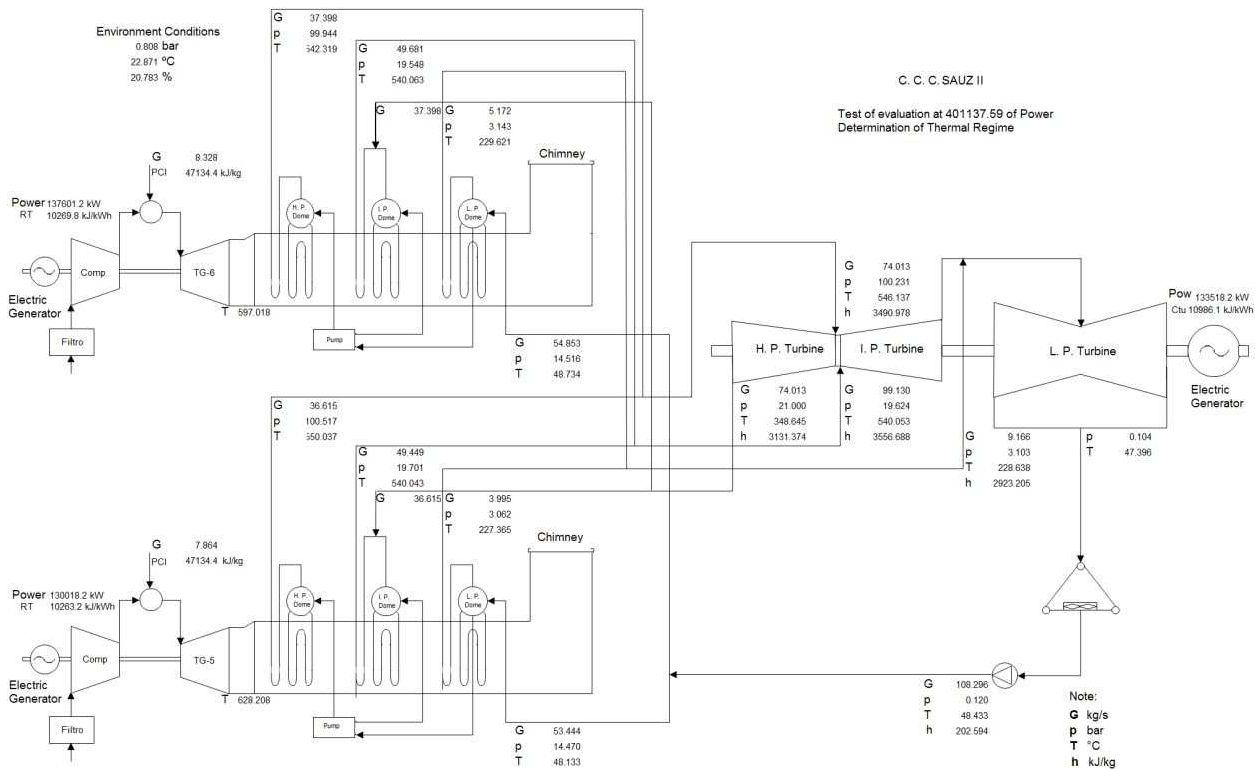 Environment Conditions
0.808 bar
22.871 ºC
20.783 %
G 37.398
p 99.944
T 542.319
G 49.681
p 19.548
T 540.063
G 37.398
G 5.172
p 3.143
T 229.621
C. C. C. SAUZ II
Test of evaluation at 401137.59 of Power
Determination of Thermal Regime
Chimney
G 8.328
PCI 47134.4 kJ/kg
Power 137601.2 kW
RT 10269.8 kJ/kWh
H. P. Dome
I. P. Dome
L. P. Dome
Comp
TG-6
Electric
Generator
T 597.018
Filtro
Pump
G 54.853
p 14.516
T 48.734
G 74.013
p 100.231
T 546.137
h 3490.978
Pow 133518.2 kW
Ctu 10986.1 kJ/kWh
H. P. Turbine
I. P. Turbine
L. P. Turbine
Electric
Generator
G 74.013
p 21.000
T 348.645
h 3131.374
G 99.130
p 19.624
T 540.053
h 3556.688
G 9.166
p 3.103
T 228.638
h 2923.205
p 0.104
T 47.396
G 36.615
p 100.517
T 550.037
G 49.449
p 19.701
T 540.043
G 36.615
G 3.995
p 3.062
T 227.365
Chimney
G 7.864
PCI 47134.4 kJ/kg
Power 130018.2 kW
RT 10263.2 kJ/kWh
H. P. Dome
I. P. Dome
L. P. Dome
Comp
TG-5
Electric
Generator
T 628.208
Filtro
Pump
G 53.444
p 14.470
T 48.133
G 108.296
p 0.120
T 48.433
h 202.594
Note:
G kg/s
p bar
T °C
h kJ/kg